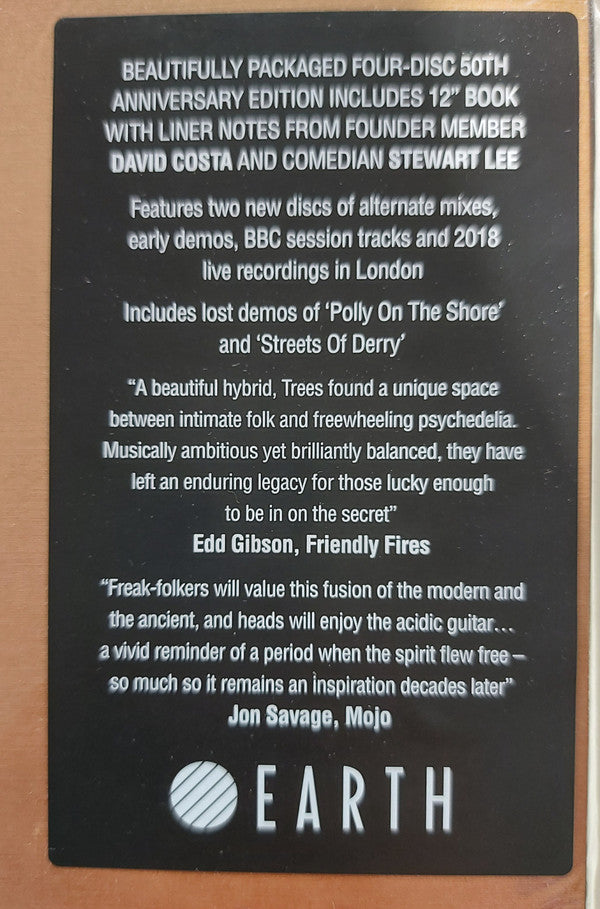 BEAUTIFULLY PACKAGED FOUR-DISC 50TH
ANNIVERSARY EDITION INCLUDES 12” BOOK
WITH LINER NOTES FROM FOUNDER MEMBER
DAVID COSTA AND COMEDIAN STEWART LEE
Features two new discs of alternate mixes,
early demos, BBC session tracks and 2018
live recordings in London
Includes lost demos of ‘Polly On The Shore’
and ‘Streets Of Derry’
“A beautiful hybrid, Trees found a unique space
between intimate folk and freewheeling psychedelia.
Musically ambitious yet brilliantly balanced, they have
left an enduring legacy for those lucky enough
to be in on the secret”
Edd Gibson, Friendly Fires
“Freak-folkers will value this fusion of the modern and
the ancient, and heads will enjoy the acidic guitar...
a vivid reminder of a period when the spirit flew free –
so much so it remains an inspiration decades later”
Jon Savage, Mojo
EARTH